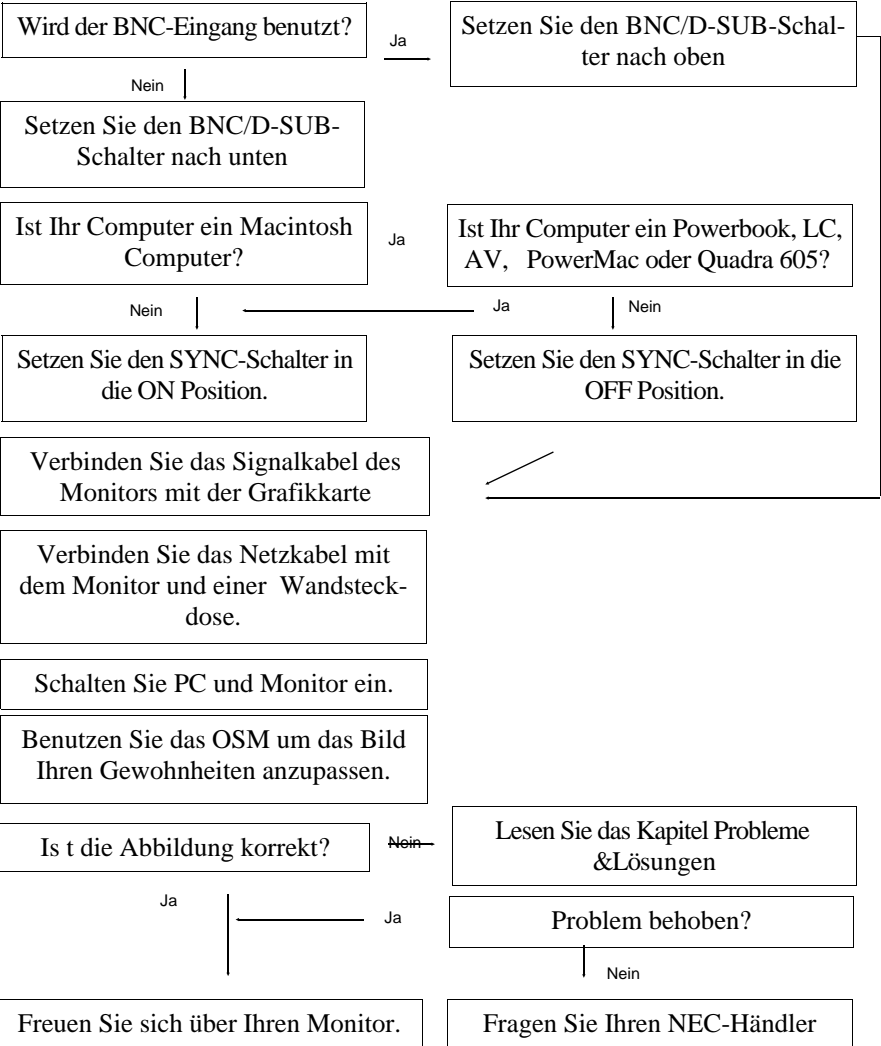 Wird der BNC-Eingang benutzt?
Ja
Setzen Sie den BNC/D-SUB-Schal-
ter nach oben
Nein
Setzen Sie den BNC/D-SUB-
Schalter nach unten
Ist Ihr Computer ein Macintosh
Computer?
Ja
Ist Ihr Computer ein Powerbook, LC,
AV, PowerMac oder Quadra 605?
Nein
Ja
Nein
Setzen Sie den SYNC-Schalter in
die ON Position.
Setzen Sie den SYNC-Schalter in die
OFF Position.
Verbinden Sie das Signalkabel des
Monitors mit der Grafikkarte
Verbinden Sie das Netzkabel mit
dem Monitor und einer Wandsteck-
dose.
Schalten Sie PC und Monitor ein.
Benutzen Sie das OSM um das Bild
Ihren Gewohnheiten anzupassen.
Is t die Abbildung korrekt?
Nein
Lesen Sie das Kapitel Probleme
&Lösungen
Ja
Ja
Problem behoben?
Nein
Freuen Sie sich über Ihren Monitor.
Fragen Sie Ihren NEC-Händler